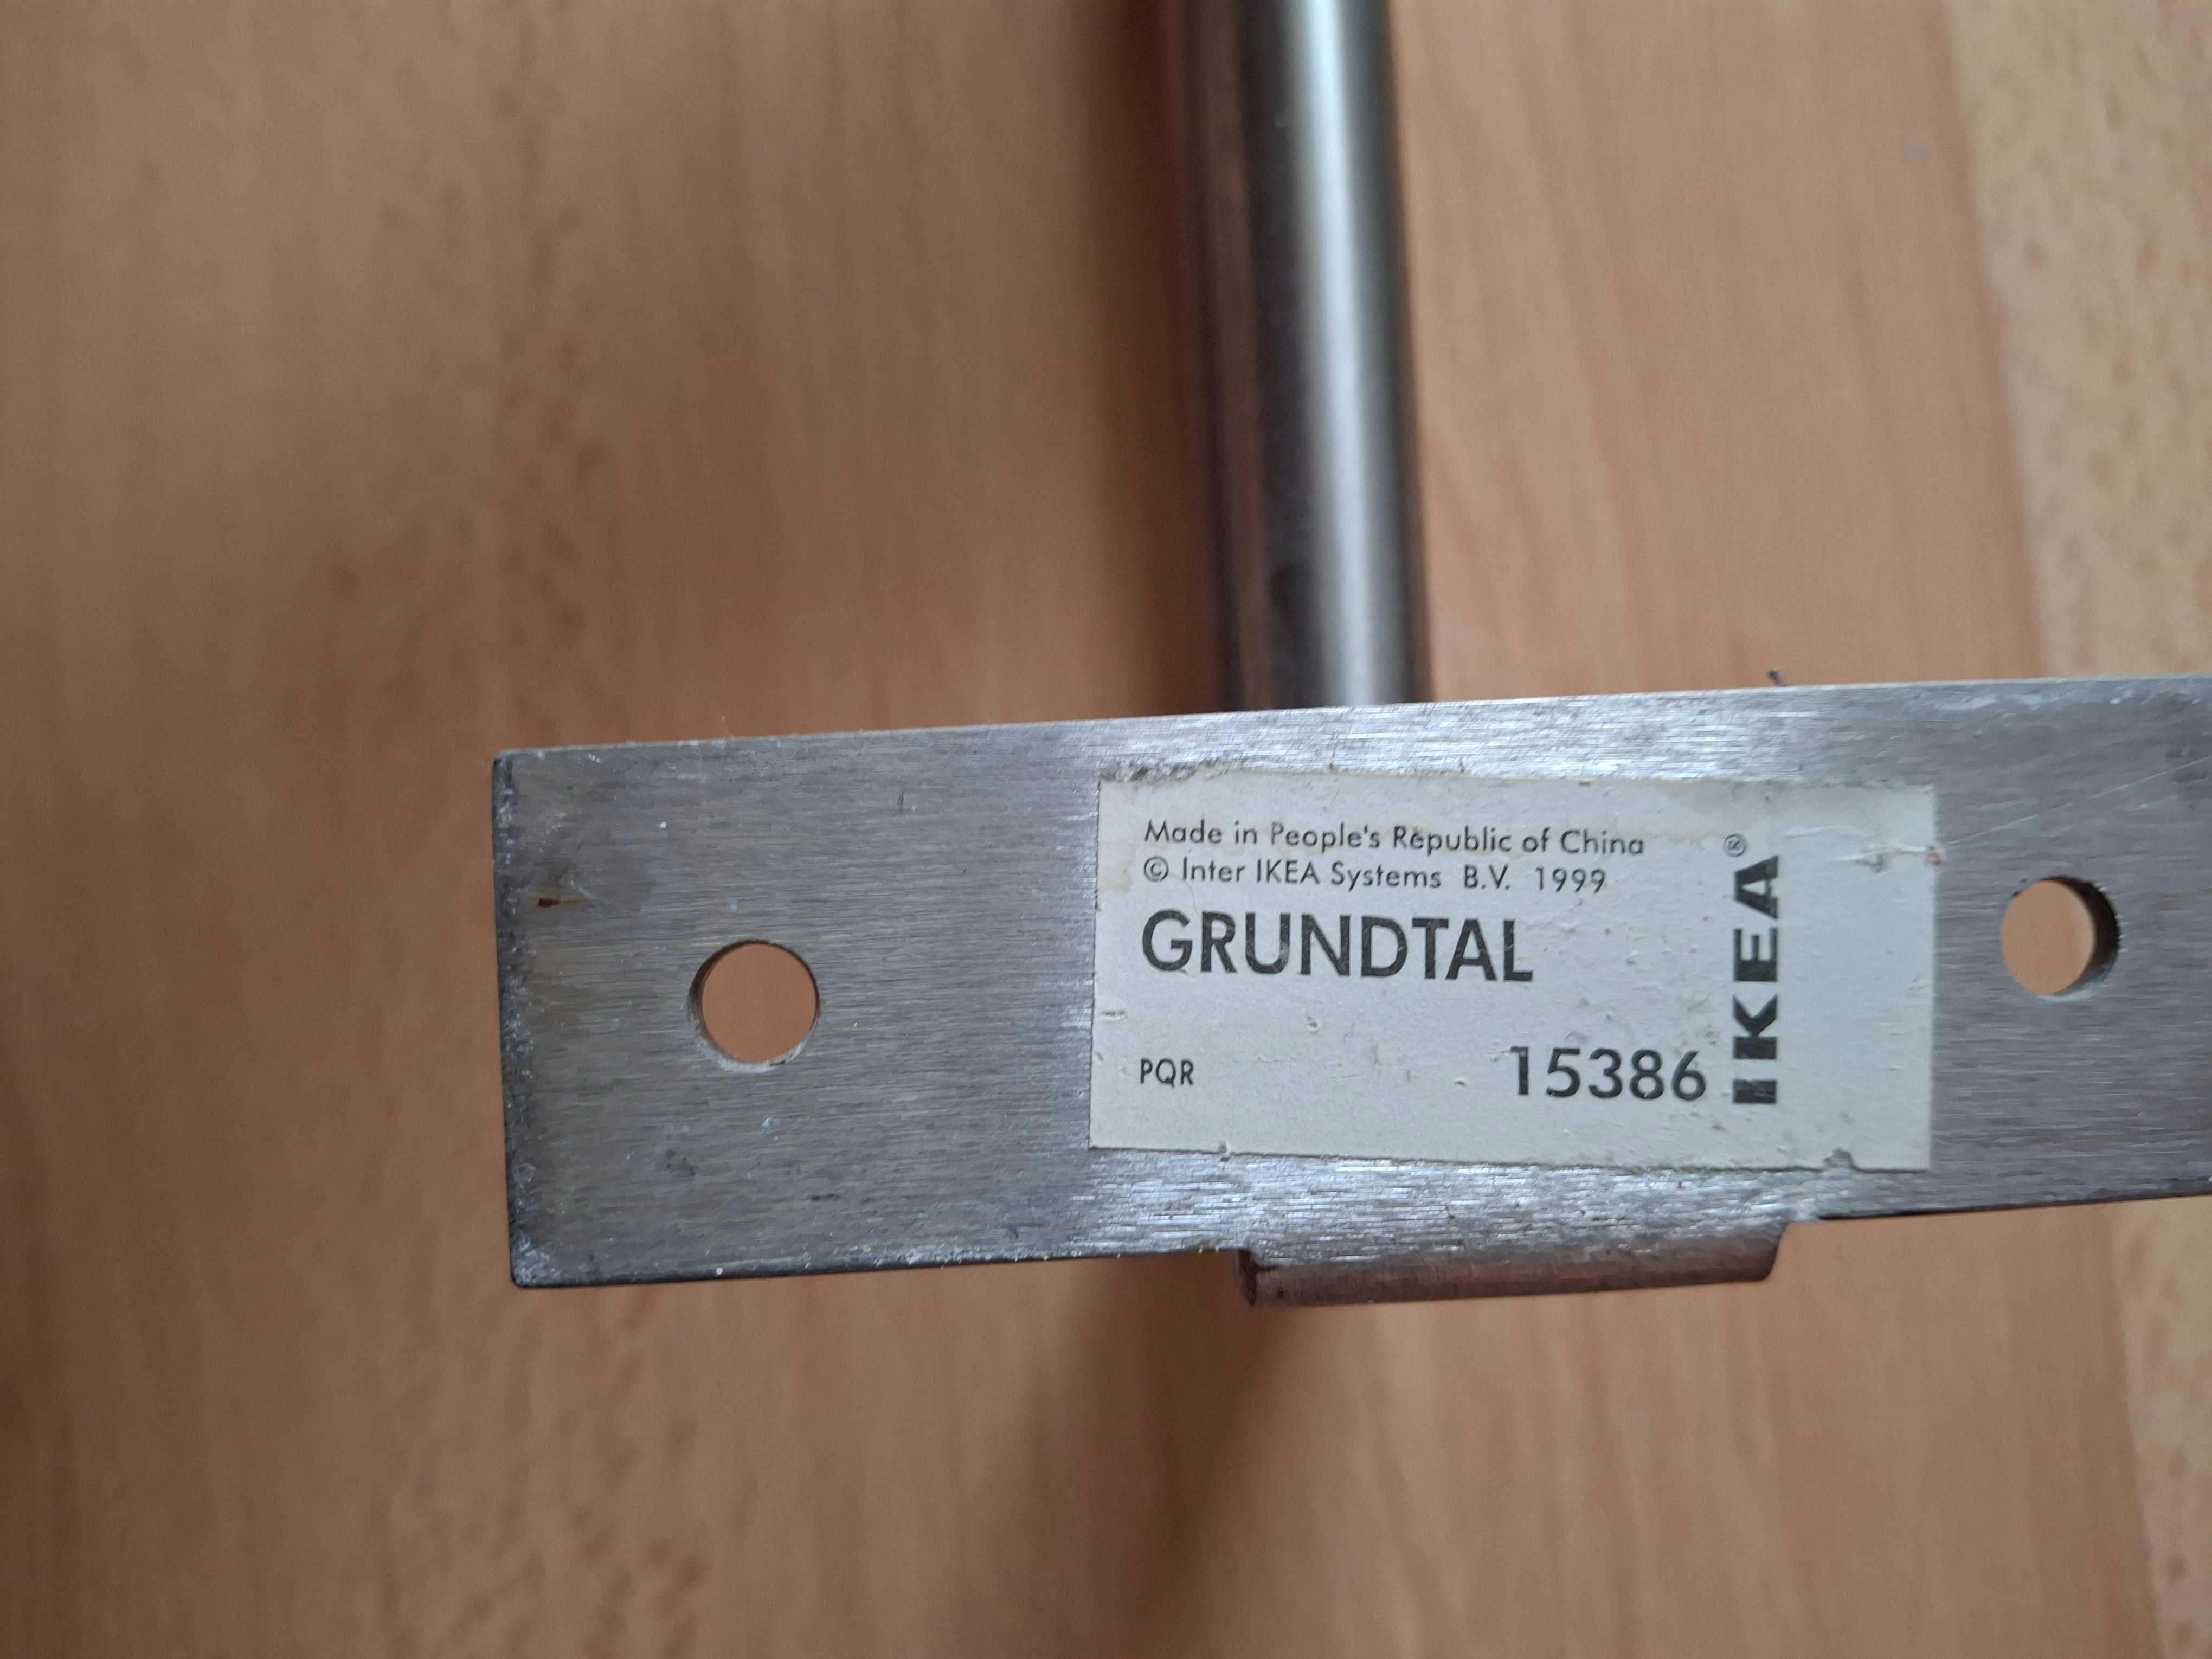 Made in People's Republic of China
© Inter IKEA Systems B.V. 1999
GRUNDTAL
PQR
15386
IKEA®